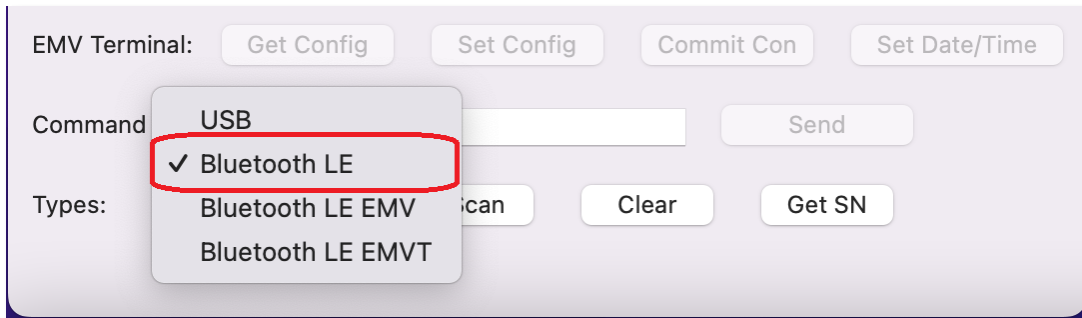 EMV Terminal: Get Config Set Config Commit Con Set Date/Time
USB
Command Send
✓ Bluetooth LE
Bluetooth LE EMV
Types: Clear Get SN
Bluetooth LE EMVT